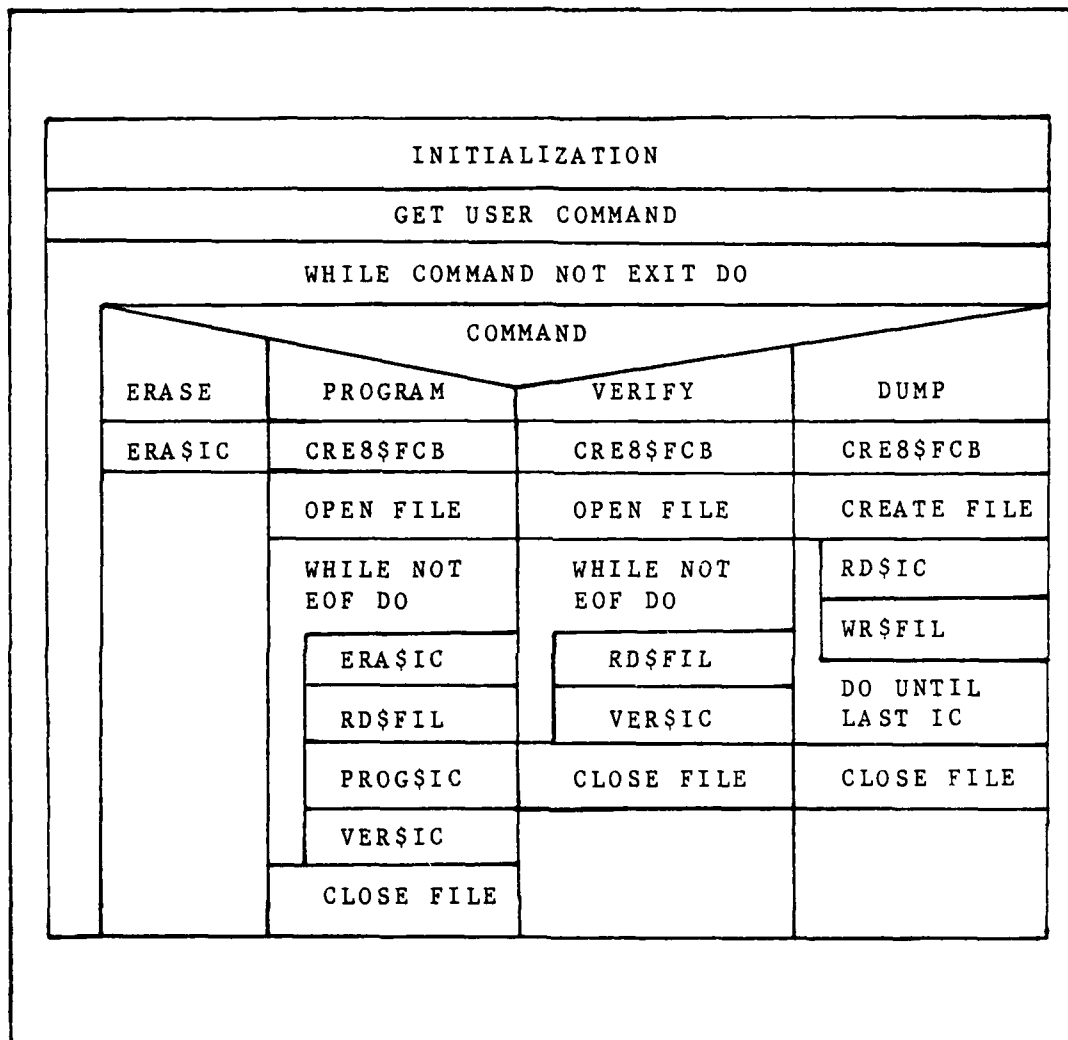 INITIALIZATION
GET USER COMMAND
WHILE COMMAND NOT EXIT DO
COMMAND
ERASE
PROGRAM
VERIFY
DUMP
ERA$IC
CRE8$FCB
CRE8$FCB
CRE8$FCB
OPEN FILE
OPEN FILE
CREATE FILE
WHILE NOT
EOF DO
WHILE NOT
EOF DO
RD$IC
WR$FIL
ERA$IC
RD$FIL
DO UNTIL
LAST IC
RD$FIL
VER$IC
PROG$IC
CLOSE FILE
CLOSE FILE
VER$IC
CLOSE FILE